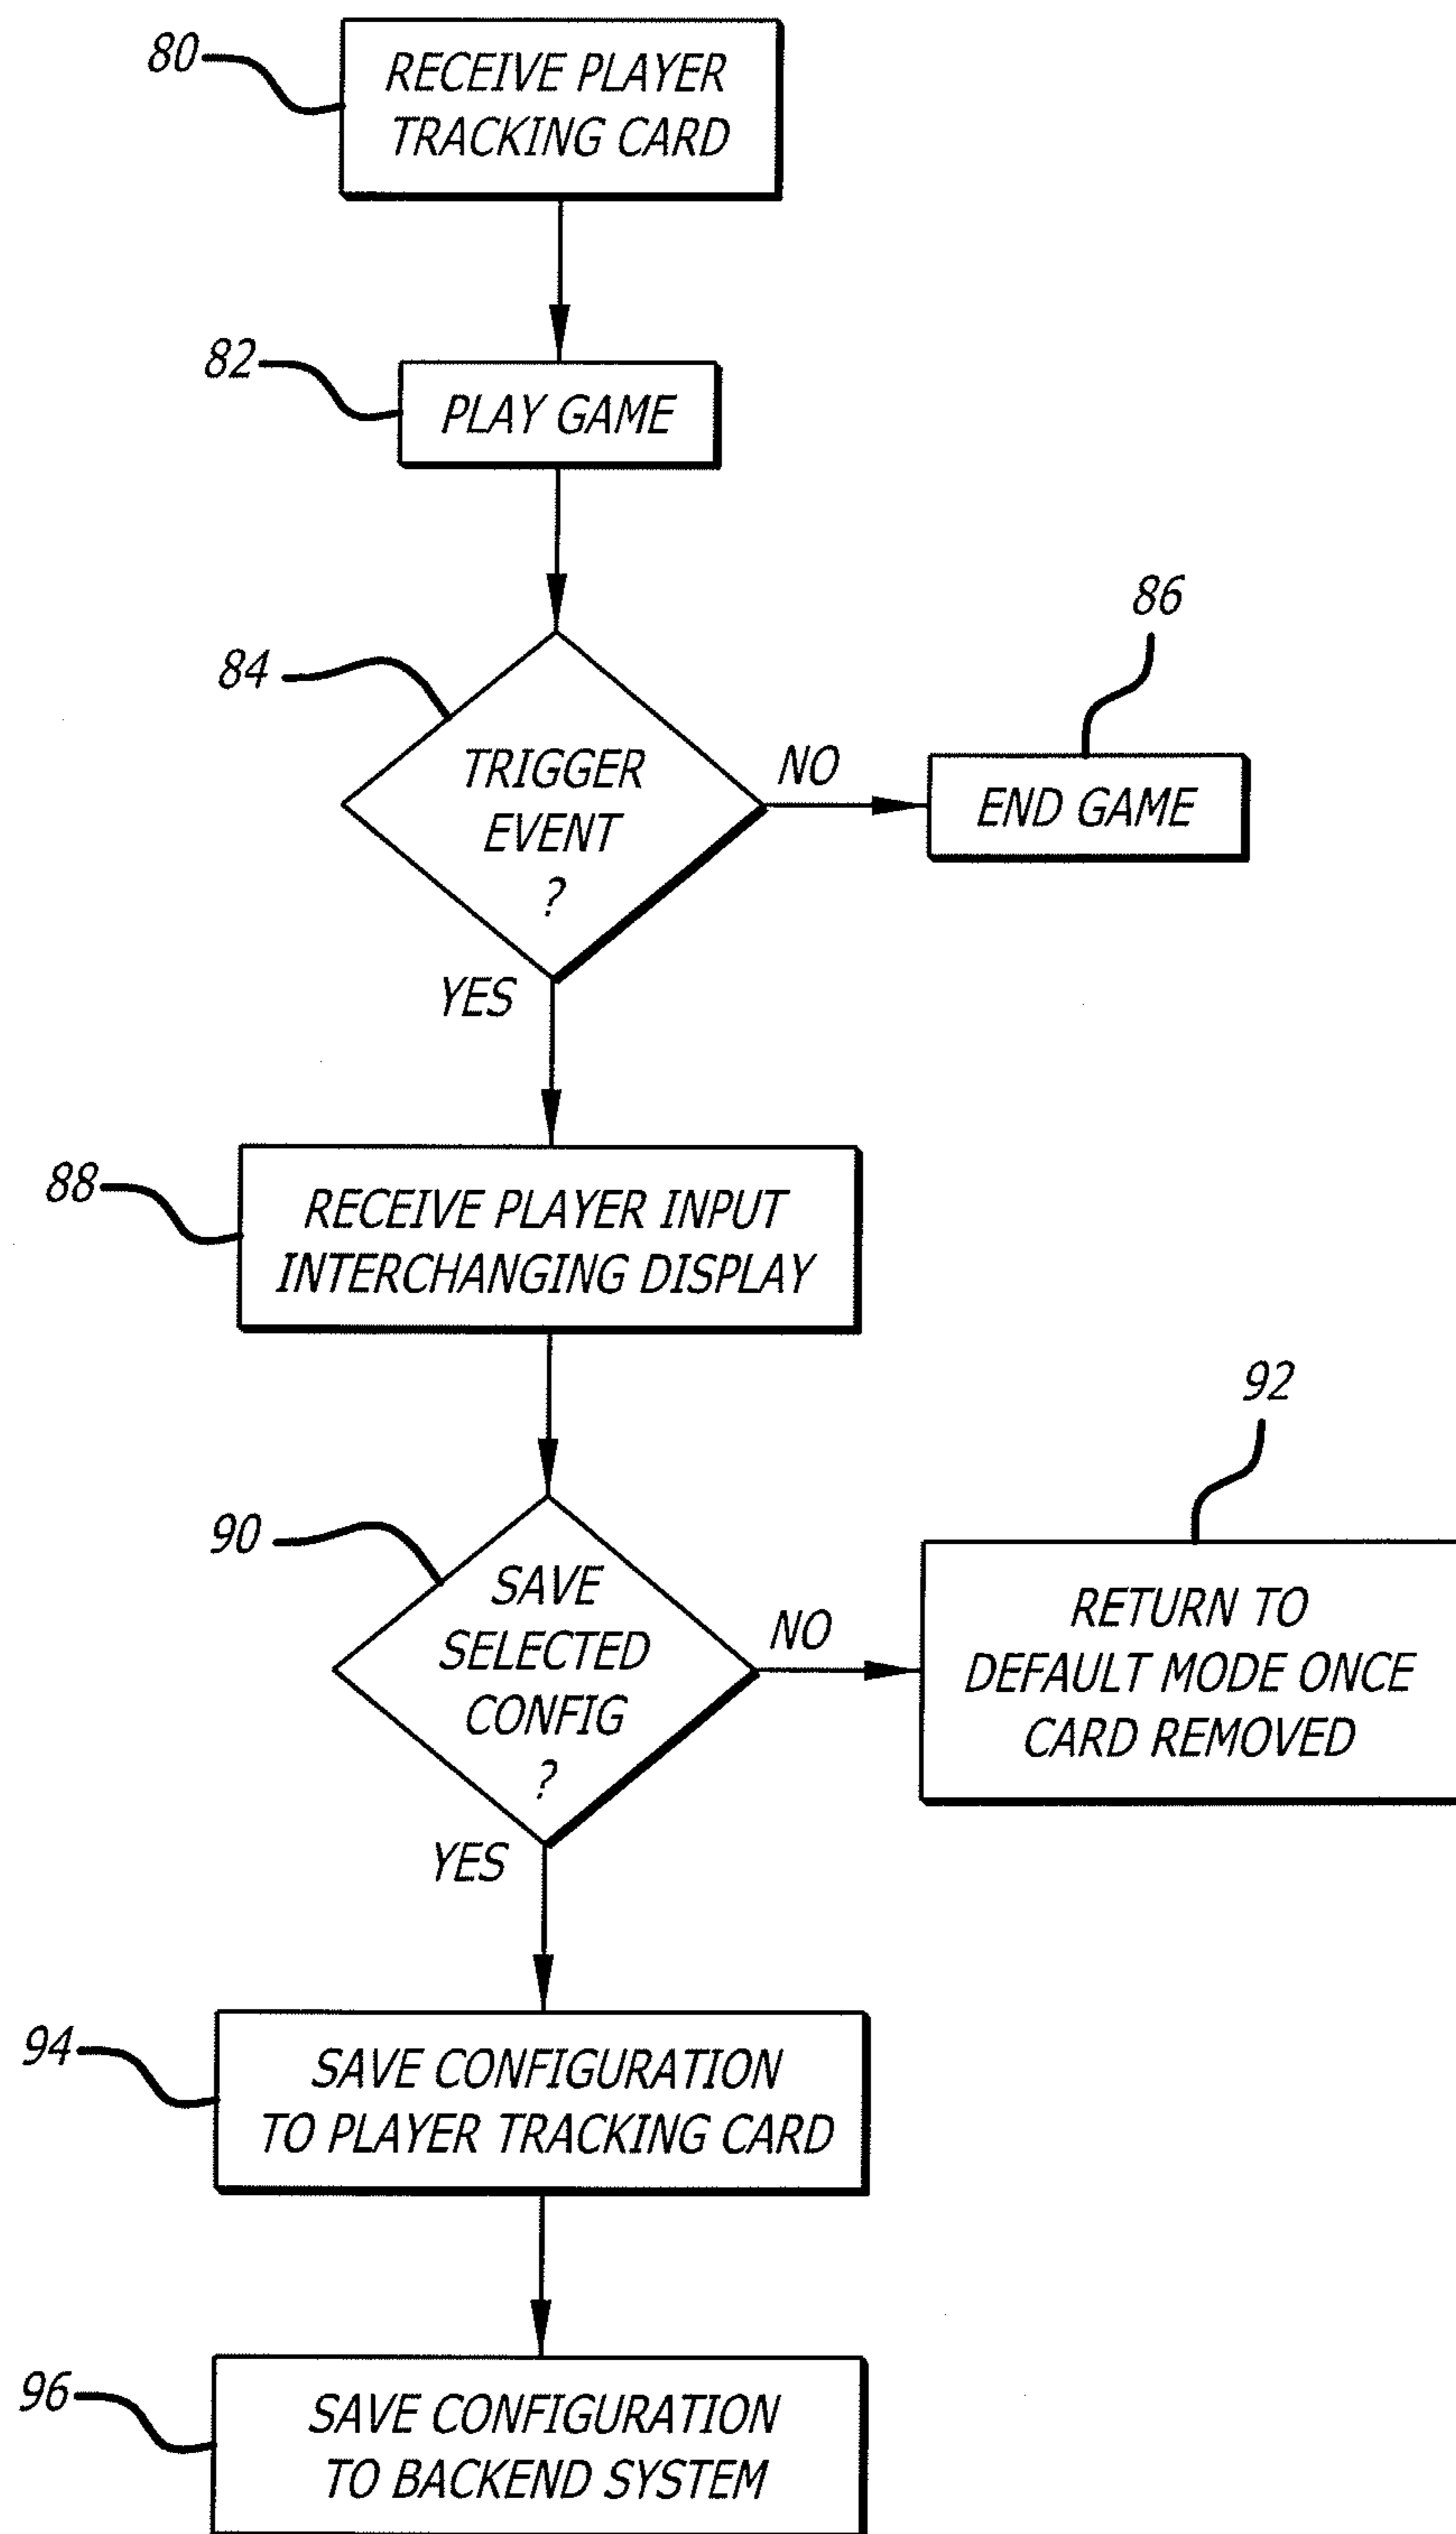 80
RECEIVE PLAYER
TRACKING CARD
82
PLAY GAME
84
TRIGGER
EVENT
?
NO
86
END GAME
YES
88
RECEIVE PLAYER INPUT
INTERCHANGING DISPLAY
90
SAVE
SELECTED
CONFIG
?
NO
92
RETURN TO
DEFAULT MODE ONCE
CARD REMOVED
YES
94
SAVE CONFIGURATION
TO PLAYER TRACKING CARD
96
SAVE CONFIGURATION
TO BACKEND SYSTEM